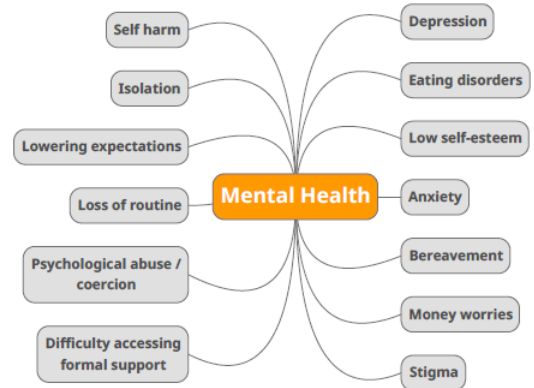 Self harm
Isolation
Lowering expectations
Loss of routine
Psychological abuse /
coercion
Difficulty accessing
formal support
Mental Health
Depression
Eating disorders
Low self-esteem
Anxiety
Bereavement
Money worries
Stigma